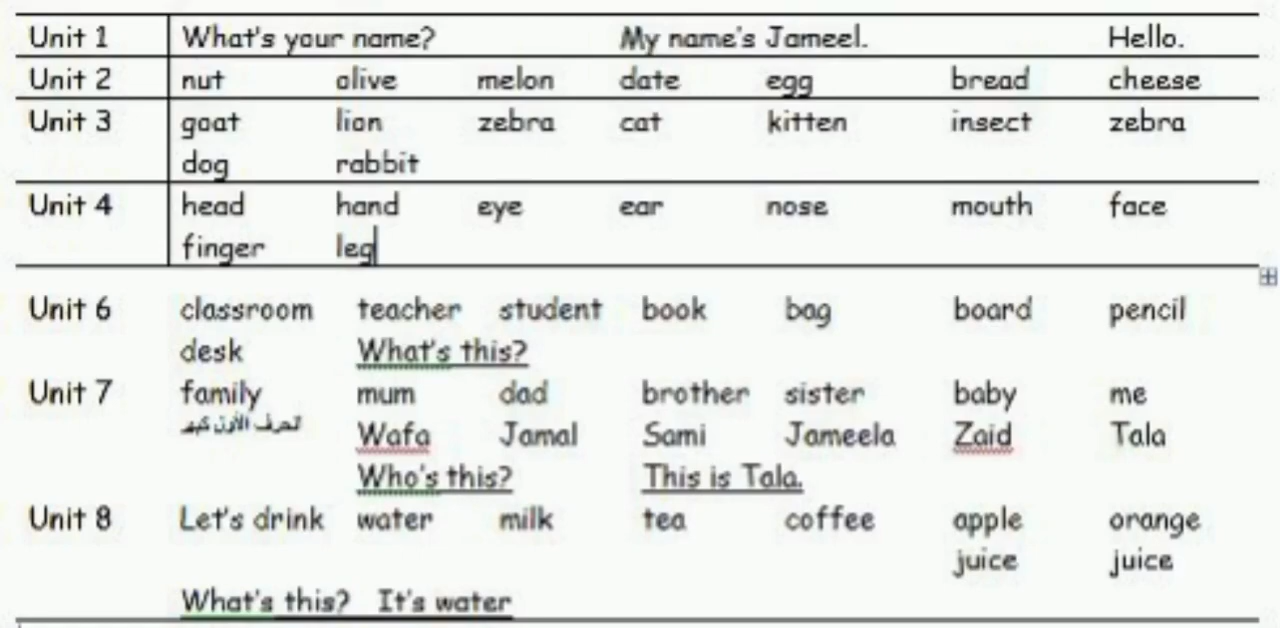 Unit 1 What's your name? My name's Jameel. Hello.
Unit 2 nut olive melon date egg bread cheese
Unit 3 goat lion zebra cat kitten insect zebra
dog rabbit
Unit 4 head hand eye ear nose mouth face
finger leg
Unit 6 classroom teacher student book bag board pencil
desk What's this?
Unit 7 family mum dad brother sister baby me
الحرف الأول كبير Wafa Jamal Sami Jameela Zaid Tala
Who's this? This is Tala.
Unit 8 Let's drink water milk tea coffee apple orange
juice juice
What's this? It's water